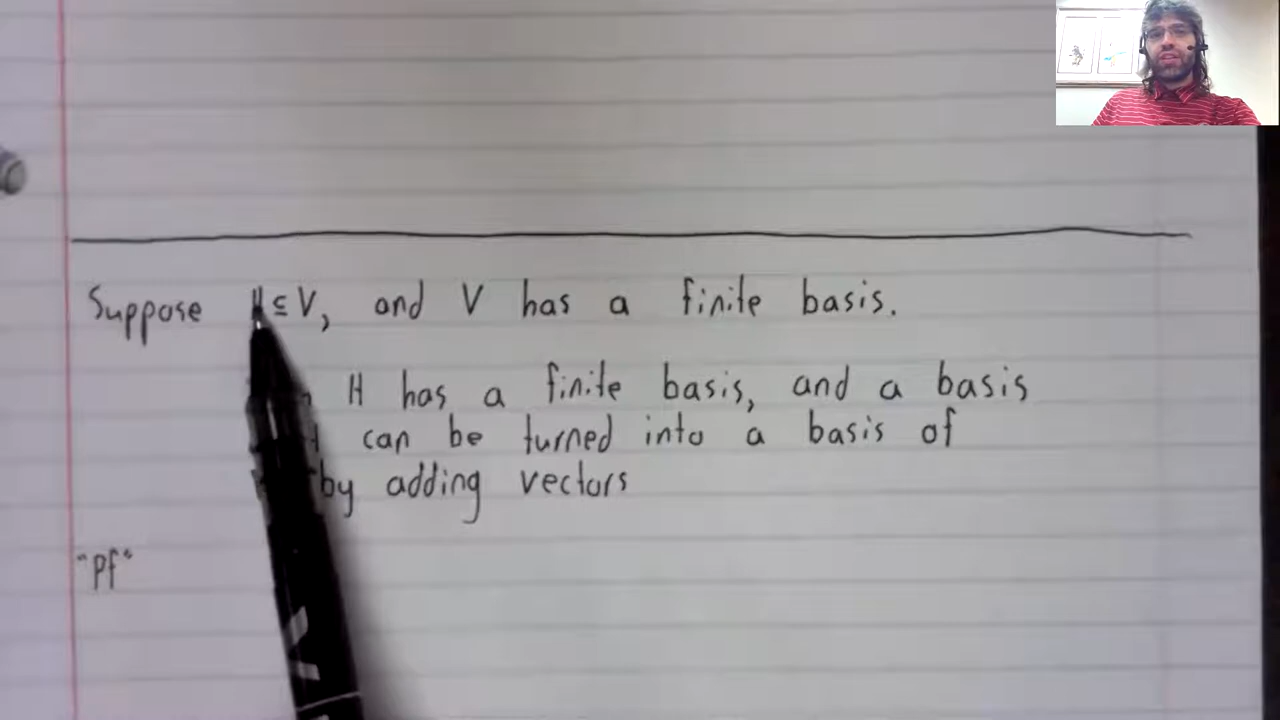 Suppose H ⊆ V, and V has a finite basis.
H has a finite basis, and a basis
can be turned into a basis of
by adding vectors
"Pf"